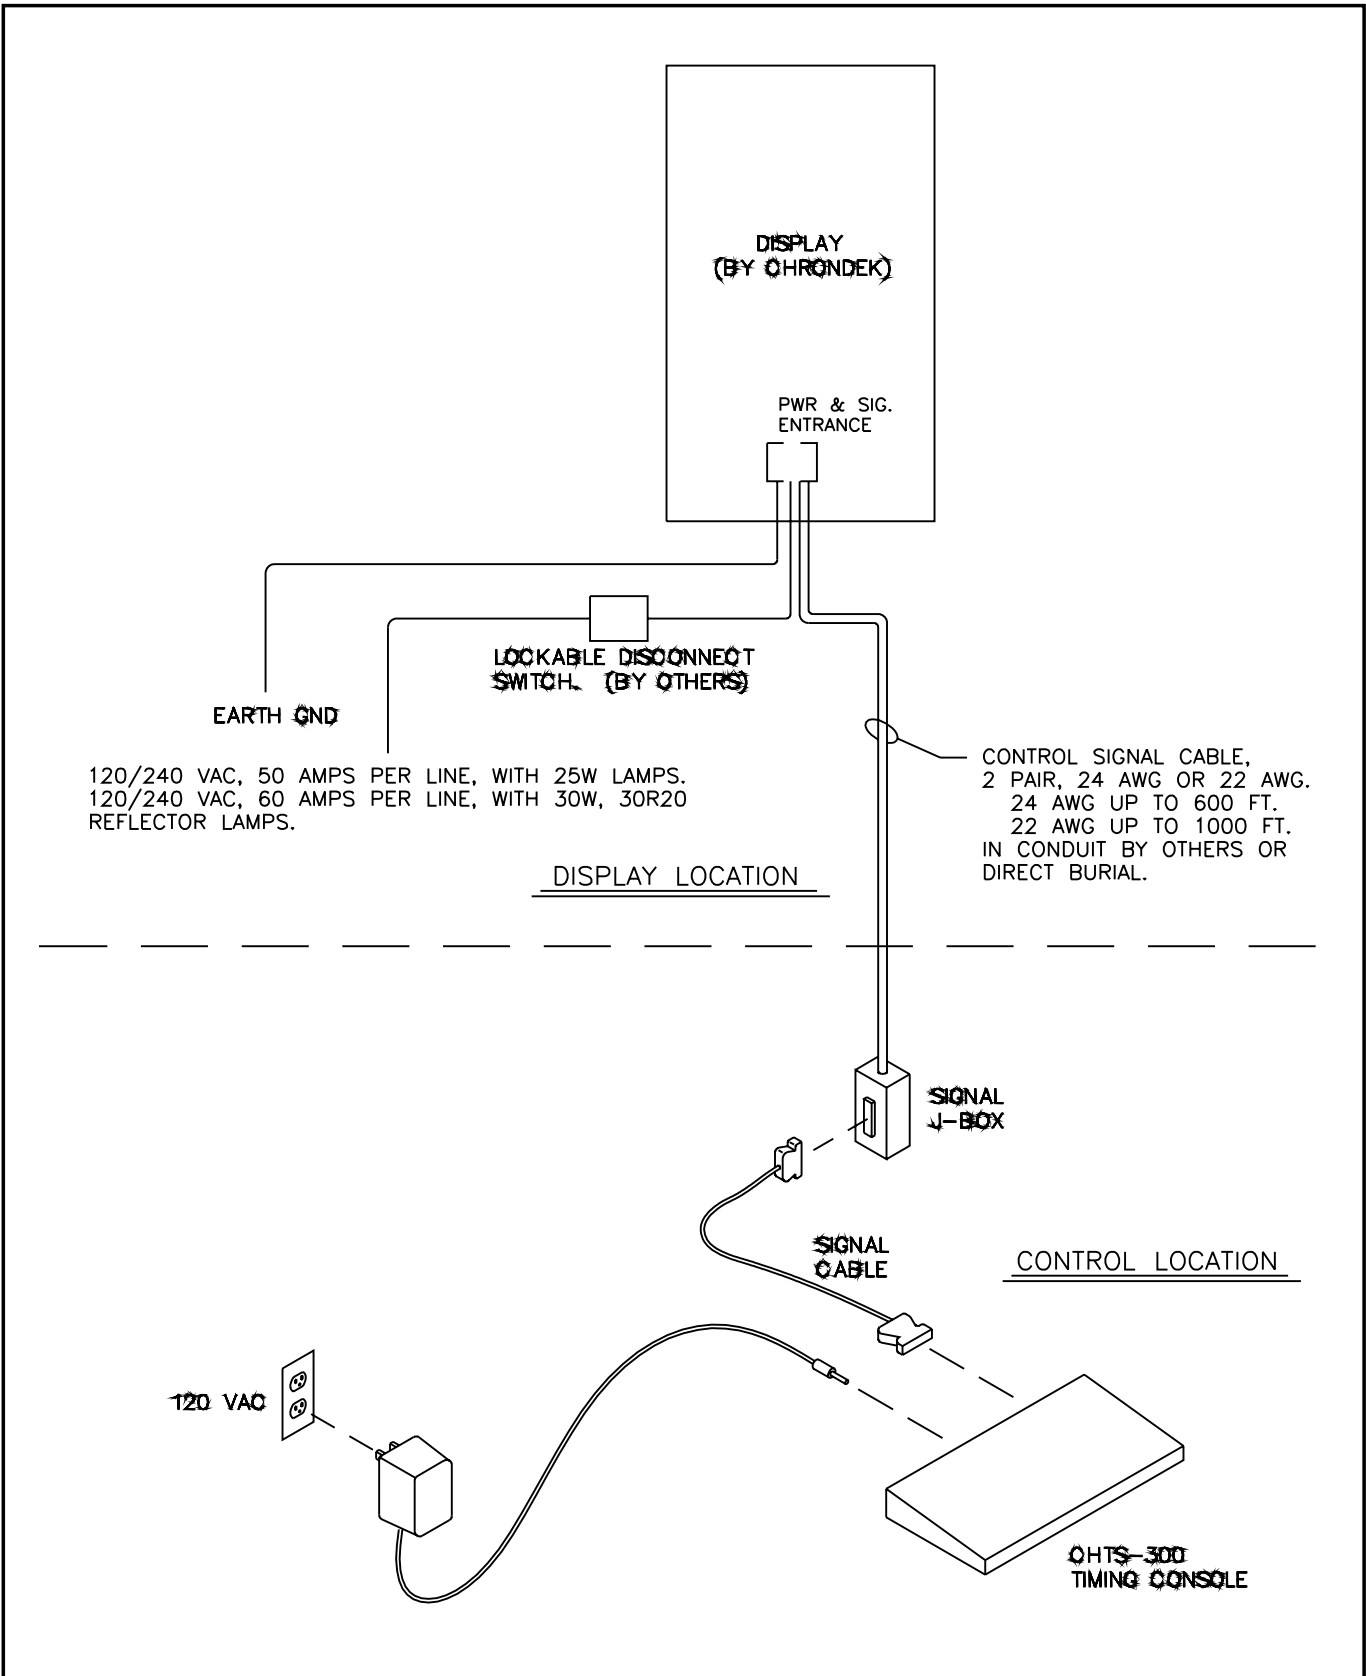 DISPLAY
(BY CHRONDEK)
PWR & SIG.
ENTRANCE
LOCKABLE DISCONNECT
SWITCH. (BY OTHERS)
EARTH GND
120/240 VAC, 50 AMPS PER LINE, WITH 25W LAMPS.
120/240 VAC, 60 AMPS PER LINE, WITH 30W, 30R20
REFLECTOR LAMPS.
CONTROL SIGNAL CABLE,
2 PAIR, 24 AWG OR 22 AWG.
24 AWG UP TO 600 FT.
22 AWG UP TO 1000 FT.
IN CONDUIT BY OTHERS OR
DIRECT BURIAL.
DISPLAY LOCATION
SIGNAL
J-BOX
SIGNAL
CABLE
CONTROL LOCATION
120 VAC
CHTS-300
TIMING CONSOLE